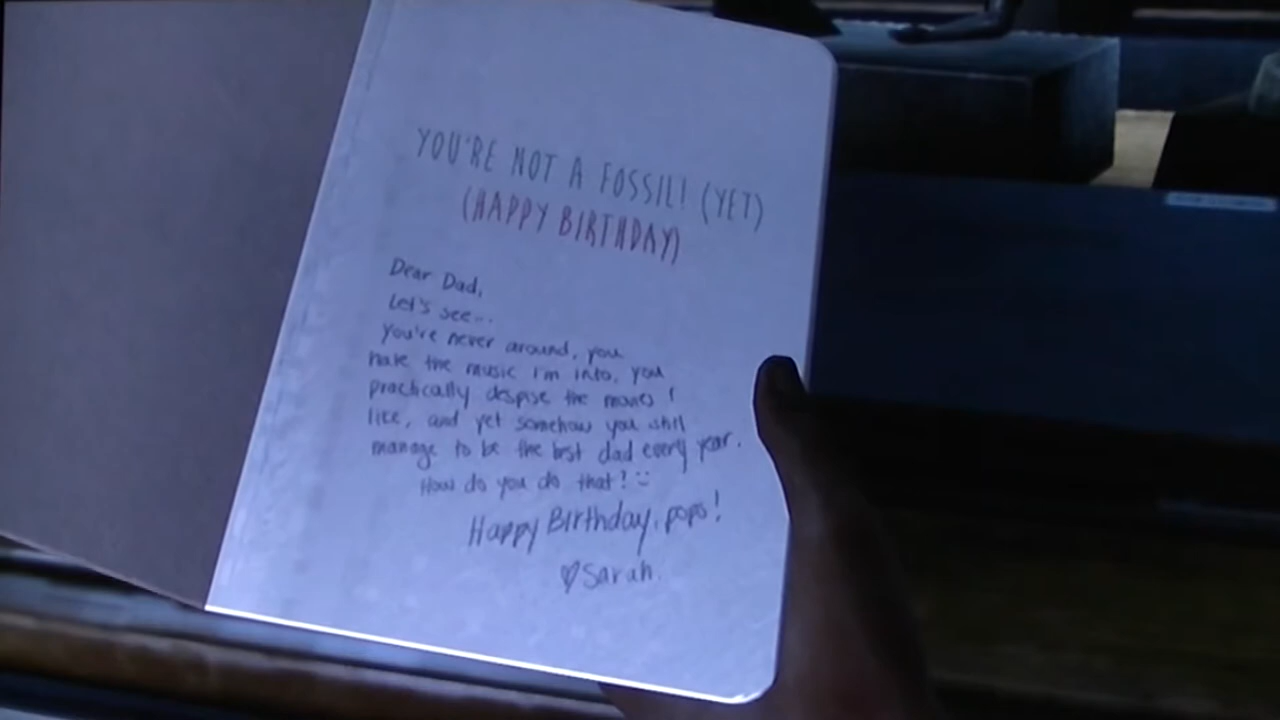 YOU'RE NOT A FOSSIL! (YET)
(HAPPY BIRTHDAY)
Dear Dad,
Let's see...
You're never around, you
hate the music I'm into, you
practically despise the movies I
like, and yet somehow you still
manage to be the best dad every year.
How do you do that? :)
Happy Birthday, pops!
♡ Sarah.